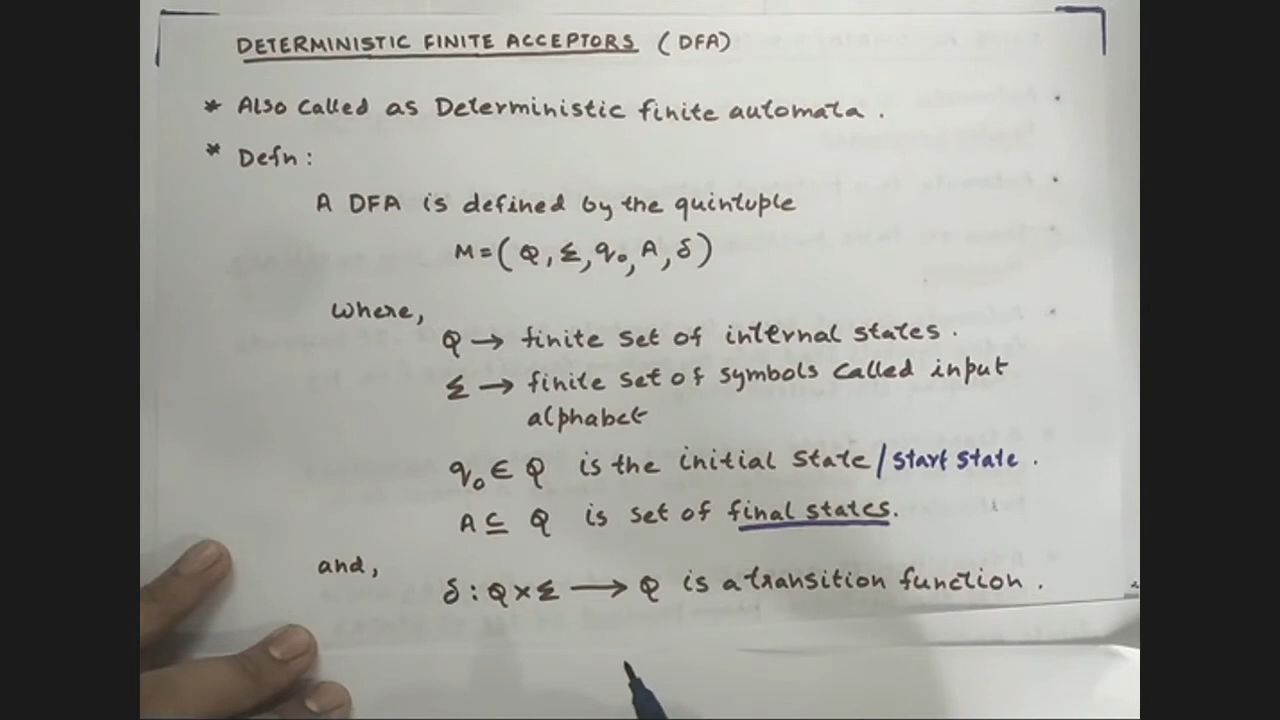 DETERMINISTIC FINITE ACCEPTORS (DFA)
* Also called as Deterministic finite automata.
* Defn:
A DFA is defined by the quintuple
M=(Q,Σ,q₀,A,δ)
where,
Q → finite set of internal states.
Σ → finite set of symbols called input
alphabet
q₀ ∈ Q is the initial state/start state.
A ⊆ Q is set of final states.
and,
δ: Q×Σ → Q is a transition function.